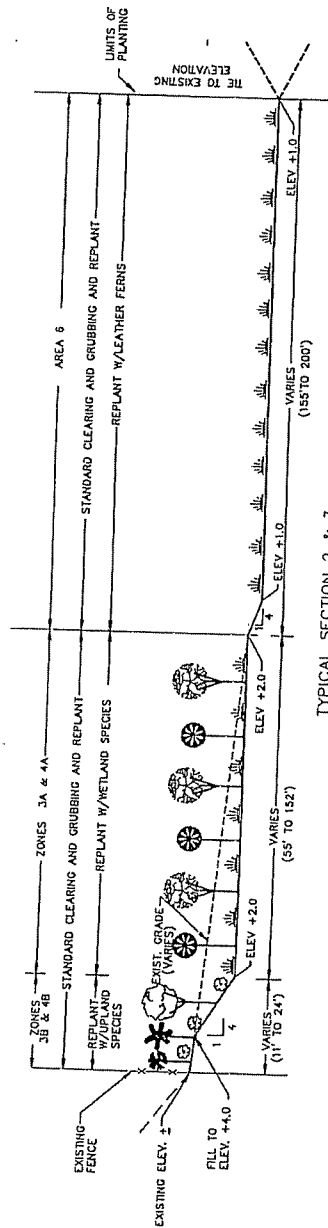 ZONES
3B & 4B
ZONES 3A & 4A
AREA 6
STANDARD CLEARING AND GRUBBING AND REPLANT
STANDARD CLEARING AND GRUBBING AND REPLANT
REPLANT
W/UPLAND
SPECIES
REPLANT W/WETLAND SPECIES
REPLANT W/LEATHER FERNS
LIMITS OF
PLANTING
EXISTING
FENCE
TIE TO EXISTING
ELEVATION
EXIST. GRADE
(VARIES)
EXISTING ELEV. ±
FILL TO
ELEV. +4.0
1
4
ELEV +2.0
ELEV +2.0
1
4
ELEV +1.0
ELEV +1.0
VARIES
(11' TO 24')
VARIES
(55' TO 152')
VARIES
(155' TO 200')
TYPICAL SECTION 2 & 7